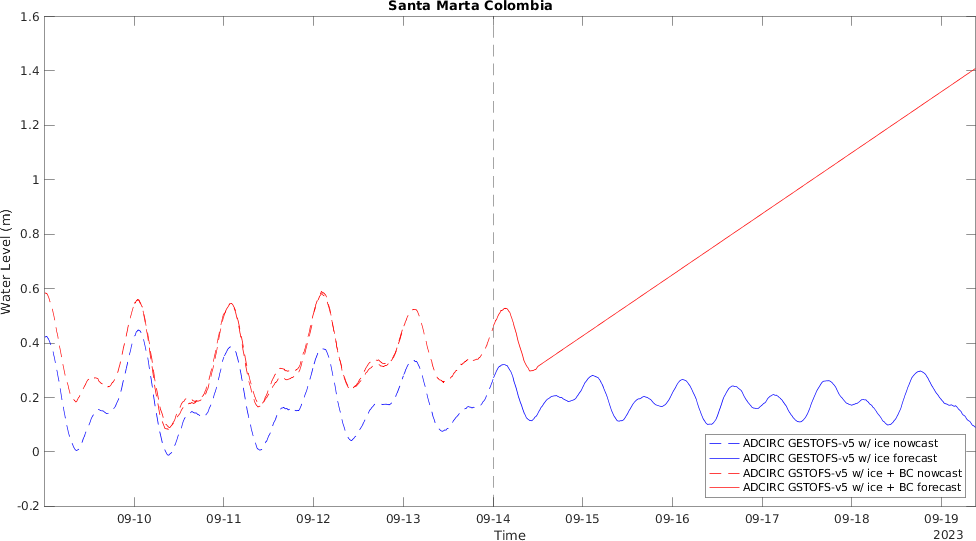 Santa Marta Colombia
1.6
1.4
1.2
1
0.8
0.6
0.4
0.2
0
-0.2
Water Level (m)
09-10 09-11 09-12 09-13 09-14 09-15 09-16 09-17 09-18 09-19
2023
Time
ADCIRC GESTOFS-v5 w/ ice nowcast
ADCIRC GESTOFS-v5 w/ ice forecast
ADCIRC GSTOFS-v5 w/ ice + BC nowcast
ADCIRC GSTOFS-v5 w/ ice + BC forecast